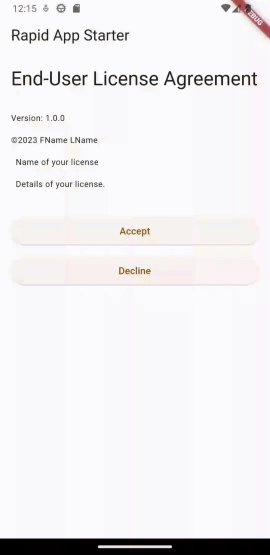 12:15
DEBUG
Rapid App Starter
End-User License Agreement
Version: 1.0.0
©2023 FName LName
Name of your license
Details of your license.
Accept
Decline